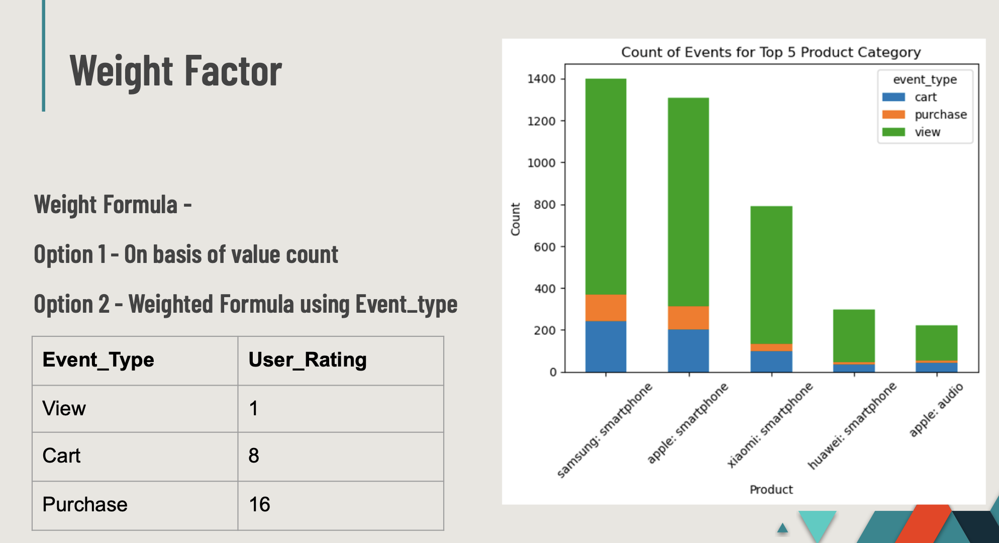 Weight Factor
Weight Formula -
Option 1 - On basis of value count
Option 2 - Weighted Formula using Event_type
Event_Type User_Rating
View 1
Cart 8
Purchase 16
Count of Events for Top 5 Product Category
event_type
cart
purchase
view
1400
1200
1000
800
600
400
200
0
Count
samsung: smartphone
apple: smartphone
xiaomi: smartphone
huawei: smartphone
apple: audio
Product